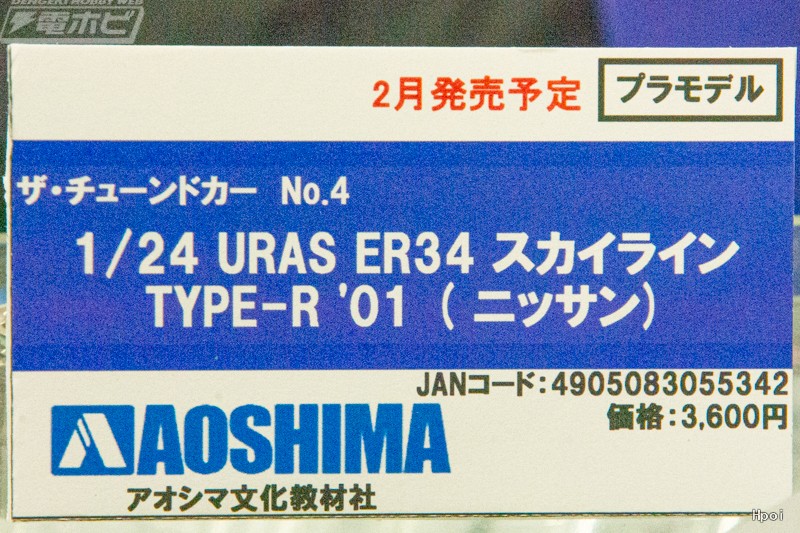 DENGEKI HOBBY WEB
電ホビ
2月発売予定
プラモデル
ザ・チューンドカー No.4
1/24 URAS ER34 スカイライン
TYPE-R '01 ( ニッサン)
JANコード:4905083055342
価格:3,600円
AOSHIMA
アオシマ文化教材社
Hpoi